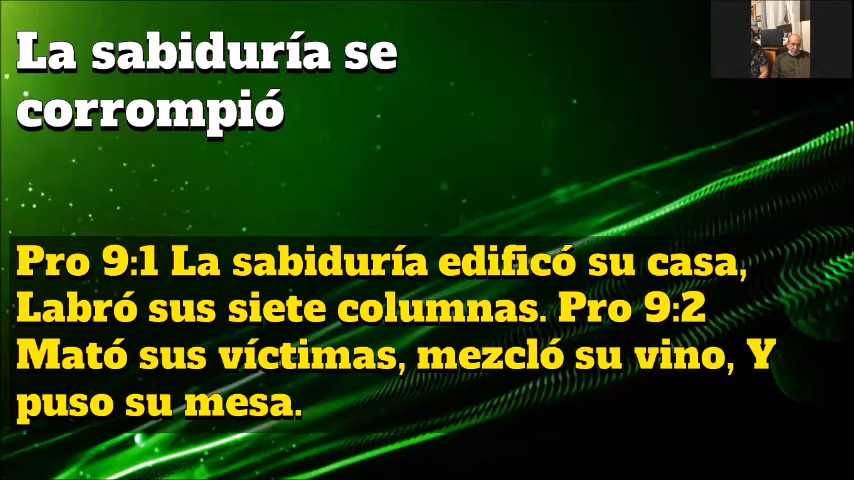 La sabiduría se
corrompió
Pro 9:1 La sabiduría edificó su casa,
Labró sus siete columnas. Pro 9:2
Mató sus víctimas, mezcló su vino, Y
puso su mesa.